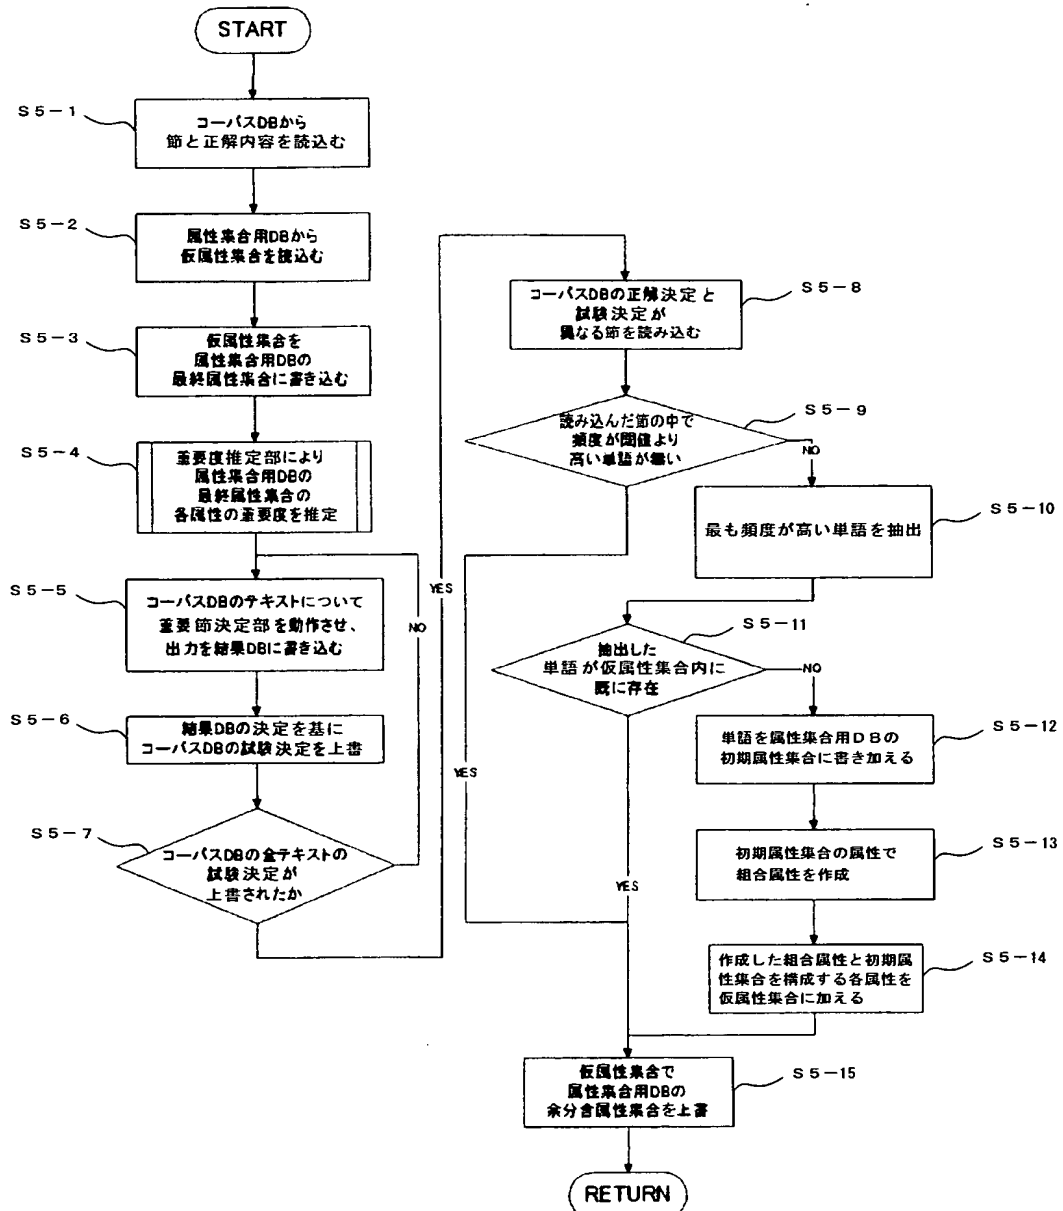 START
S5-1
コーパスDBから
節と正解内容を読込む
S5-2
属性集合用DBから
仮属性集合を読込む
S5-3
仮属性集合を
属性集合用DBの
最終属性集合に書き込む
S5-4
重要度推定部により
属性集合用DBの
最終属性集合の
各属性の重要度を推定
S5-5
コーパスDBのテキストについて
重要節決定部を動作させ、
出力を結果DBに書き込む
NO
S5-6
結果DBの決定を基に
コーパスDBの試験決定を上書
S5-7
コーパスDBの全テキストの
試験決定が
上書されたか
YES
S5-8
コーパスDBの正解決定と
試験決定が
異なる節を読み込む
S5-9
読み込んだ節の中で
頻度が閾値より
高い単語が無い
NO
YES
S5-10
最も頻度が高い単語を抽出
S5-11
抽出した
単語が仮属性集合内に
既に存在
NO
YES
S5-12
単語を属性集合用DBの
初期属性集合に書き加える
S5-13
初期属性集合の属性で
組合属性を作成
S5-14
作成した組合属性と初期属
性集合を構成する各属性を
仮属性集合に加える
S5-15
仮属性集合で
属性集合用DBの
余分含属性集合を上書
RETURN